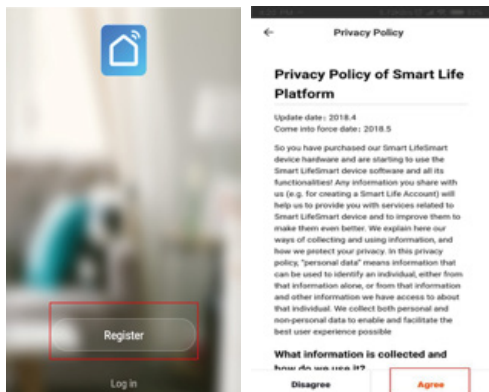 Register
Log in
Privacy Policy
Privacy Policy of Smart Life
Platform
Update date: 2018.4
Come into force date: 2018.5
So you have purchased our Smart LifeSmart
device hardware and are starting to use the
Smart LifeSmart device software and all its
functionalities! Any information you share with
us (e.g. for creating a Smart Life Account) will
help us to provide you with services related to
Smart LifeSmart device and to improve them to
make them even better. We explain here our
ways of collecting and using information, and
how we protect your privacy. In this privacy
policy, "personal data" means information that
can be used to identify an individual, either from
that information alone, or from that information
and other information we have access to about
that individual. We collect both personal and
non-personal data to enable and facilitate the
best user experience possible
What information is collected and
how do we use it?
Disagree
Agree